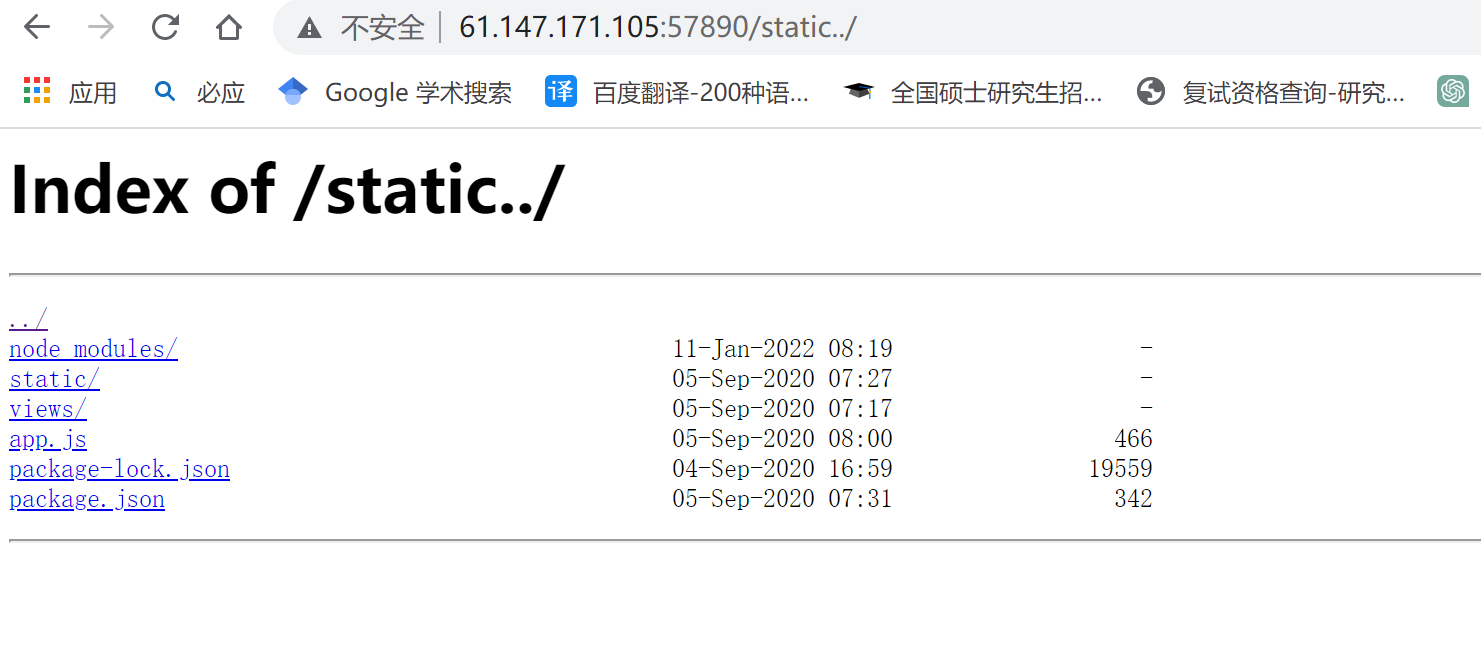 不安全 61.147.171.105:57890/static../
应用 必应 Google 学术搜索 译 百度翻译-200种语... 全国硕士研究生招... 复试资格查询-研究...
Index of /static../
../
node_modules/ 11-Jan-2022 08:19 -
static/ 05-Sep-2020 07:27 -
views/ 05-Sep-2020 07:17 -
app.js 05-Sep-2020 08:00 466
package-lock.json 04-Sep-2020 16:59 19559
package.json 05-Sep-2020 07:31 342